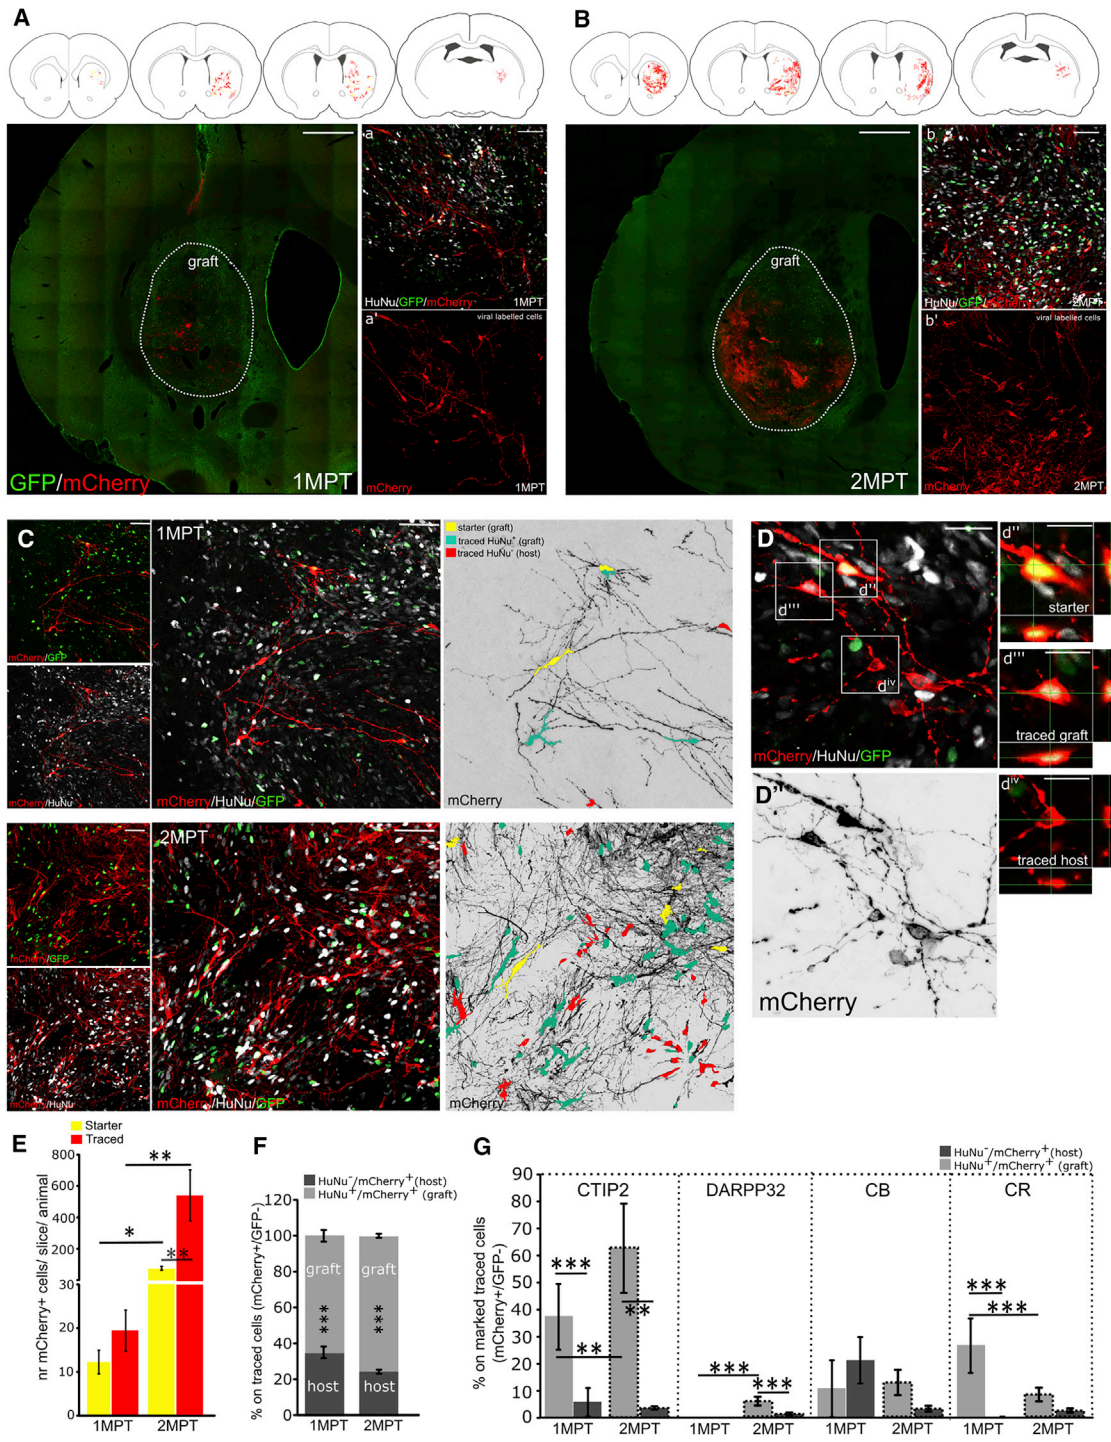 A
B
graft
GFP/mCherry
1MPT
a
HuNu/GFP/mCherry
1MPT
a'
viral labelled cells
mCherry
1MPT
graft
2MPT
b
HuNu/GFP/mCherry
2MPT
b'
viral labelled cells
mCherry
2MPT
C
mCherry/GFP
mCherry/HuNu
1MPT
mCherry/HuNu/GFP
starter (graft)
traced HuNu+ (graft)
traced HuNu- (host)
mCherry
mCherry/GFP
mCherry/HuNu
2MPT
mCherry/HuNu/GFP
mCherry
D
d''
d'''
div
mCherry/HuNu/GFP
d''
starter
d'''
traced graft
div
traced host
D'
mCherry
E
Starter
Traced
nr mCherry+ cells/ slice/ animal
800
600
400
200
30
20
10
0
*
**
**
1MPT
2MPT
F
HuNu-/mCherry+(host)
HuNu+/mCherry+ (graft)
% on traced cells (mCherry+/GFP-)
120
100
80
60
40
20
0
graft
graft
***
***
host
host
1MPT
2MPT
G
HuNu-/mCherry+(host)
HuNu+/mCherry+ (graft)
% on marked traced cells
(mCherry+/GFP-)
90
80
70
60
50
40
30
20
10
0
CTIP2
DARPP32
CB
CR
***
**
**
***
***
***
***
1MPT
2MPT
1MPT
2MPT
1MPT
2MPT
1MPT
2MPT